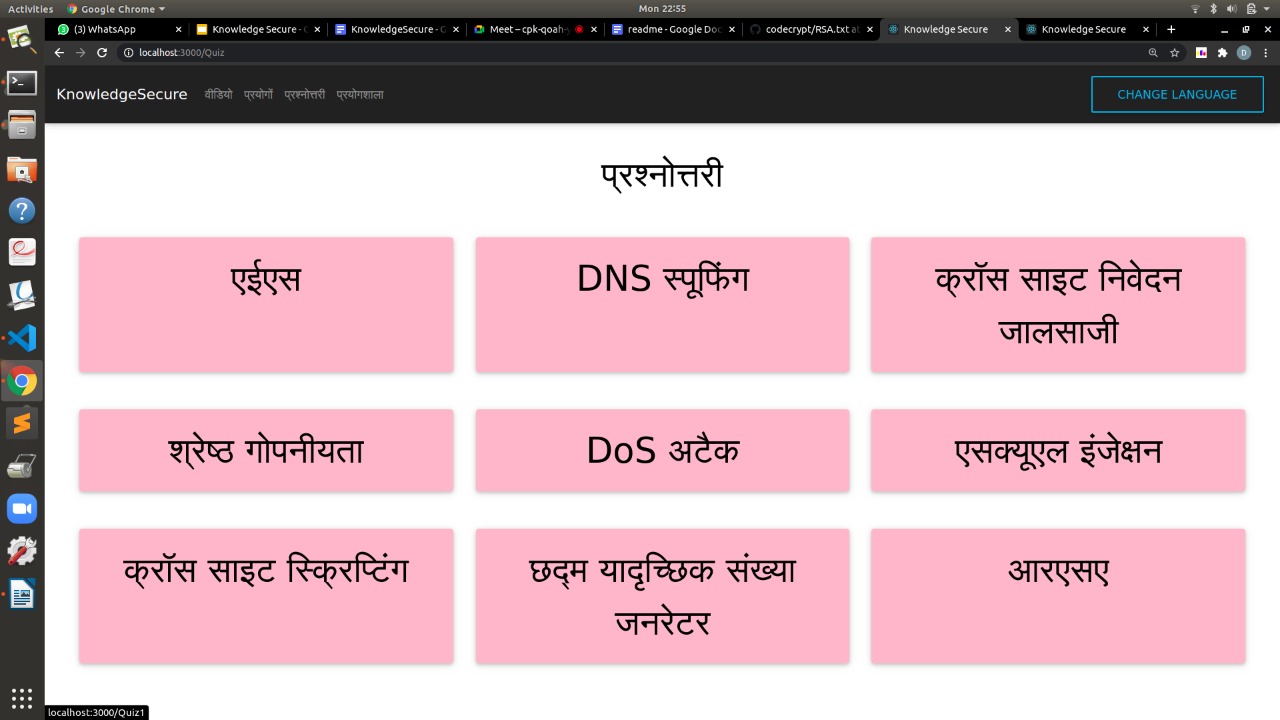 Activities Google Chrome Mon 22:55
(3) WhatsApp Knowledge Secure - G KnowledgeSecure - G Meet – cpk-qoah- readme - Google Doc codecrypt/RSA.txt at Knowledge Secure Knowledge Secure
localhost:3000/Quiz D
KnowledgeSecure वीडियो प्रयोगों प्रश्नोत्तरी प्रयोगशाला CHANGE LANGUAGE
प्रश्नोत्तरी
एईएस
DNS स्पूफिंग
क्रॉस साइट निवेदन
जालसाजी
श्रेष्ठ गोपनीयता
DoS अटैक
एसक्यूएल इंजेक्षन
क्रॉस साइट स्क्रिप्टिंग
छद्म यादृच्छिक संख्या
जनरेटर
आरएसए
localhost:3000/Quiz1